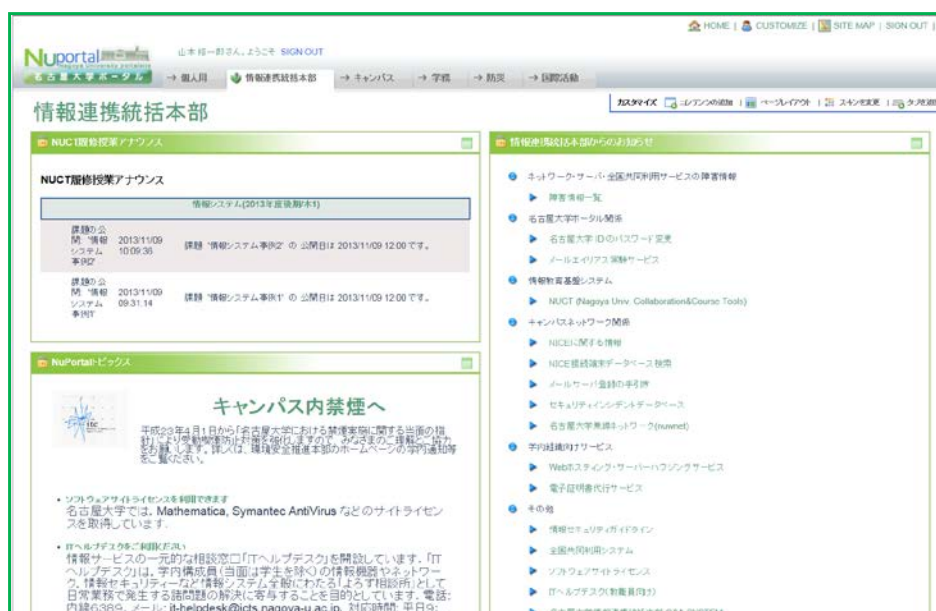 HOME | CUSTOMIZE | SITE MAP | SIGN OUT |
Nuportal
名古屋大学ポータル
さん、ようこそ SIGN OUT
個人用
情報連携統括本部
キャンパス
学務
防災
国際活動
情報連携統括本部
カスタマイズ
ページレイアウト
スキンを変更
NUCT履修授業アナウンス
NUCT履修授業アナウンス
情報システム(2013年度後期/木1)
課題の公
開: '情報
システム
事例2'
2013/11/09
10:09:36
課題 '情報システム事例2' の 公開日は 2013/11/09 12:00 です。
課題の公
開: '情報
システム
事例1'
2013/11/09
09:31:14
課題 '情報システム事例1' の 公開日は 2013/11/09 12:00 です。
NuPortalトピックス
キャンパス内禁煙へ
平成23年4月1日から「名古屋大学における禁煙実施に関する当面の指
針」により受動喫煙防止対策を強化しますので、みなさまのご理解とご協力
をお願いします。詳しくは、環境安全推進本部のホームページの学内通知等
をご覧ください。
• ソフトウェアサイトライセンスを利用できます
名古屋大学では、Mathematica, Symantec AntiVirus などのサイトライセン
スを取得しています.
• ITヘルプデスクをご利用ください
情報サービスの一元的な相談窓口「ITヘルプデスク」を開設しています。「IT
ヘルプデスク」は、学内構成員(当面は学生を除く)の情報機器やネットワー
ク、情報セキュリティーなど情報システム全般にわたる「よろず相談所」として
日常業務で発生する諸問題の解決に寄与することを目的としています。電話:
内線6389、メール: it-helpdesk@icts.nagoya-u.ac.jp、対応時間: 平日9:
情報連携統括本部からのお知らせ
ネットワーク・サーバ・全国共同利用サービスの障害情報
障害情報一覧
名古屋大学ポータル関係
名古屋大学 IDのパスワード変更
メールエイリアス実験サービス
情報教育基盤システム
NUCT (Nagoya Univ. Collaboration&Course Tools)
キャンパスネットワーク関係
NICEに関する情報
NICE接続端末データベース検索
メールサーバ登録の手引き
セキュリティインシデントデータベース
名古屋大学無線ネットワーク(nuwnet)
学内組織向けサービス
Webホスティング・サーバーハウジングサービス
電子証明書代行サービス
その他
情報セキュリティガイドライン
全国共同利用システム
ソフトウェアサイトライセンス
ITヘルプデスク(教職員向け)